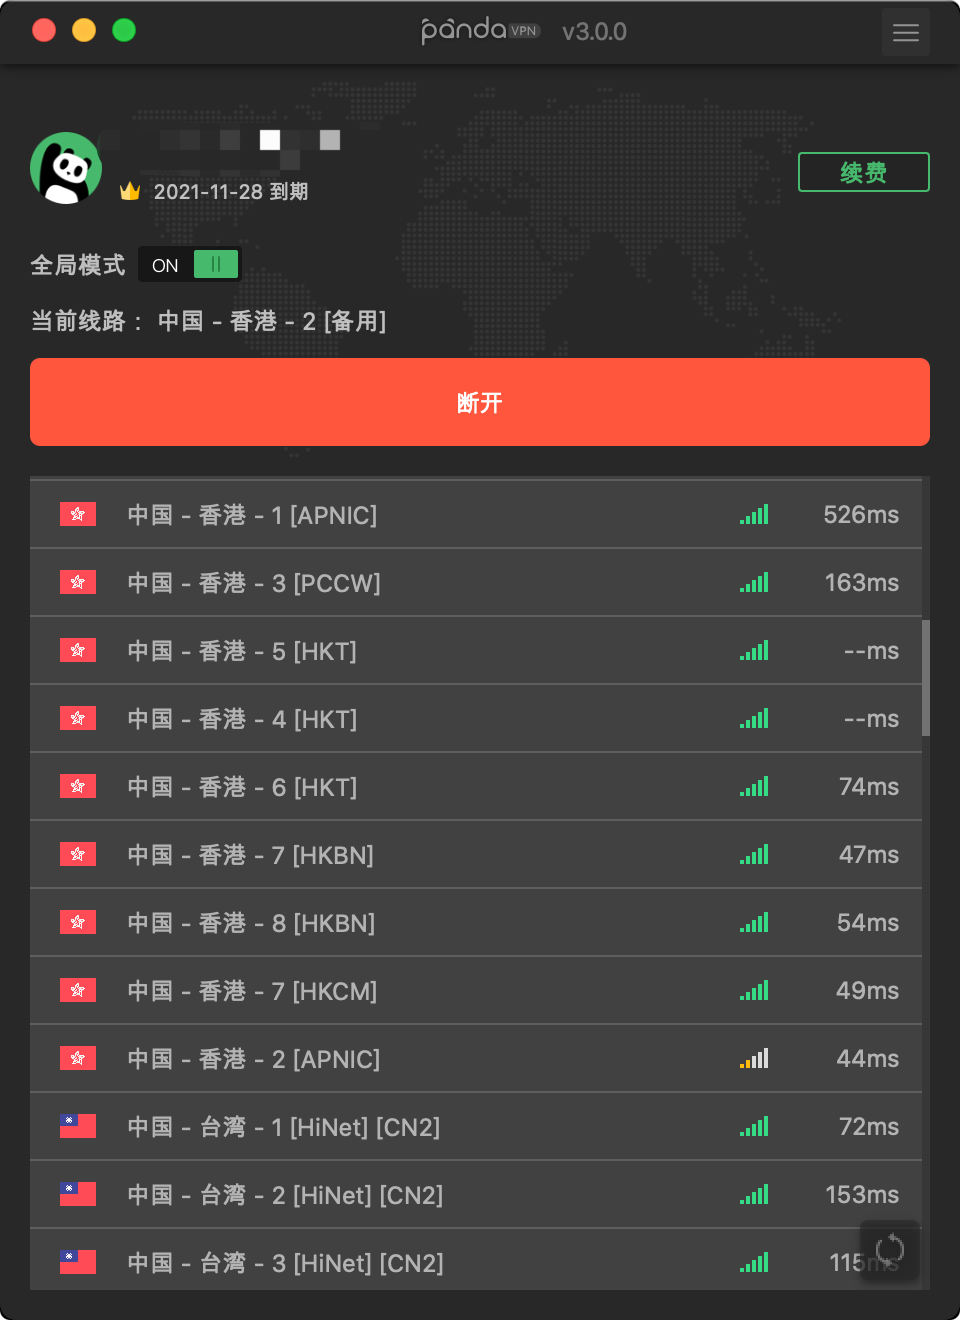 panda VPN v3.0.0
2021-11-28 到期
续费
全局模式 ON
当前线路： 中国 - 香港 - 2 [备用]
断开
中国 - 香港 - 1 [APNIC] 526ms
中国 - 香港 - 3 [PCCW] 163ms
中国 - 香港 - 5 [HKT] --ms
中国 - 香港 - 4 [HKT] --ms
中国 - 香港 - 6 [HKT] 74ms
中国 - 香港 - 7 [HKBN] 47ms
中国 - 香港 - 8 [HKBN] 54ms
中国 - 香港 - 7 [HKCM] 49ms
中国 - 香港 - 2 [APNIC] 44ms
中国 - 台湾 - 1 [HiNet] [CN2] 72ms
中国 - 台湾 - 2 [HiNet] [CN2] 153ms
中国 - 台湾 - 3 [HiNet] [CN2] 115ms